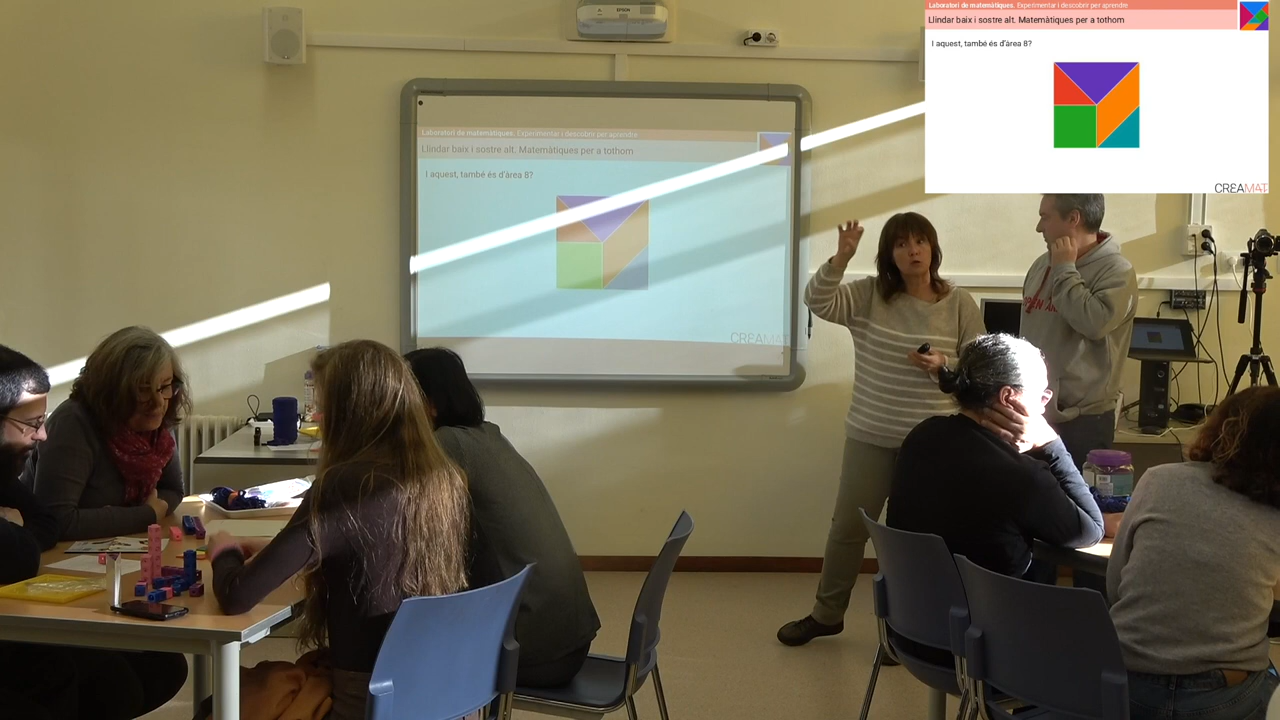 EPSON
Laboratori de matemàtiques. Experimentar i descobrir per aprendre
Llindar baix i sostre alt. Matemàtiques per a tothom
I aquest, també és d'àrea 8?
CREAMAT
Laboratori de matemàtiques. Experimentar i descobrir per aprendre
Llindar baix i sostre alt. Matemàtiques per a tothom
I aquest, també és d'àrea 8?
CREAMAT